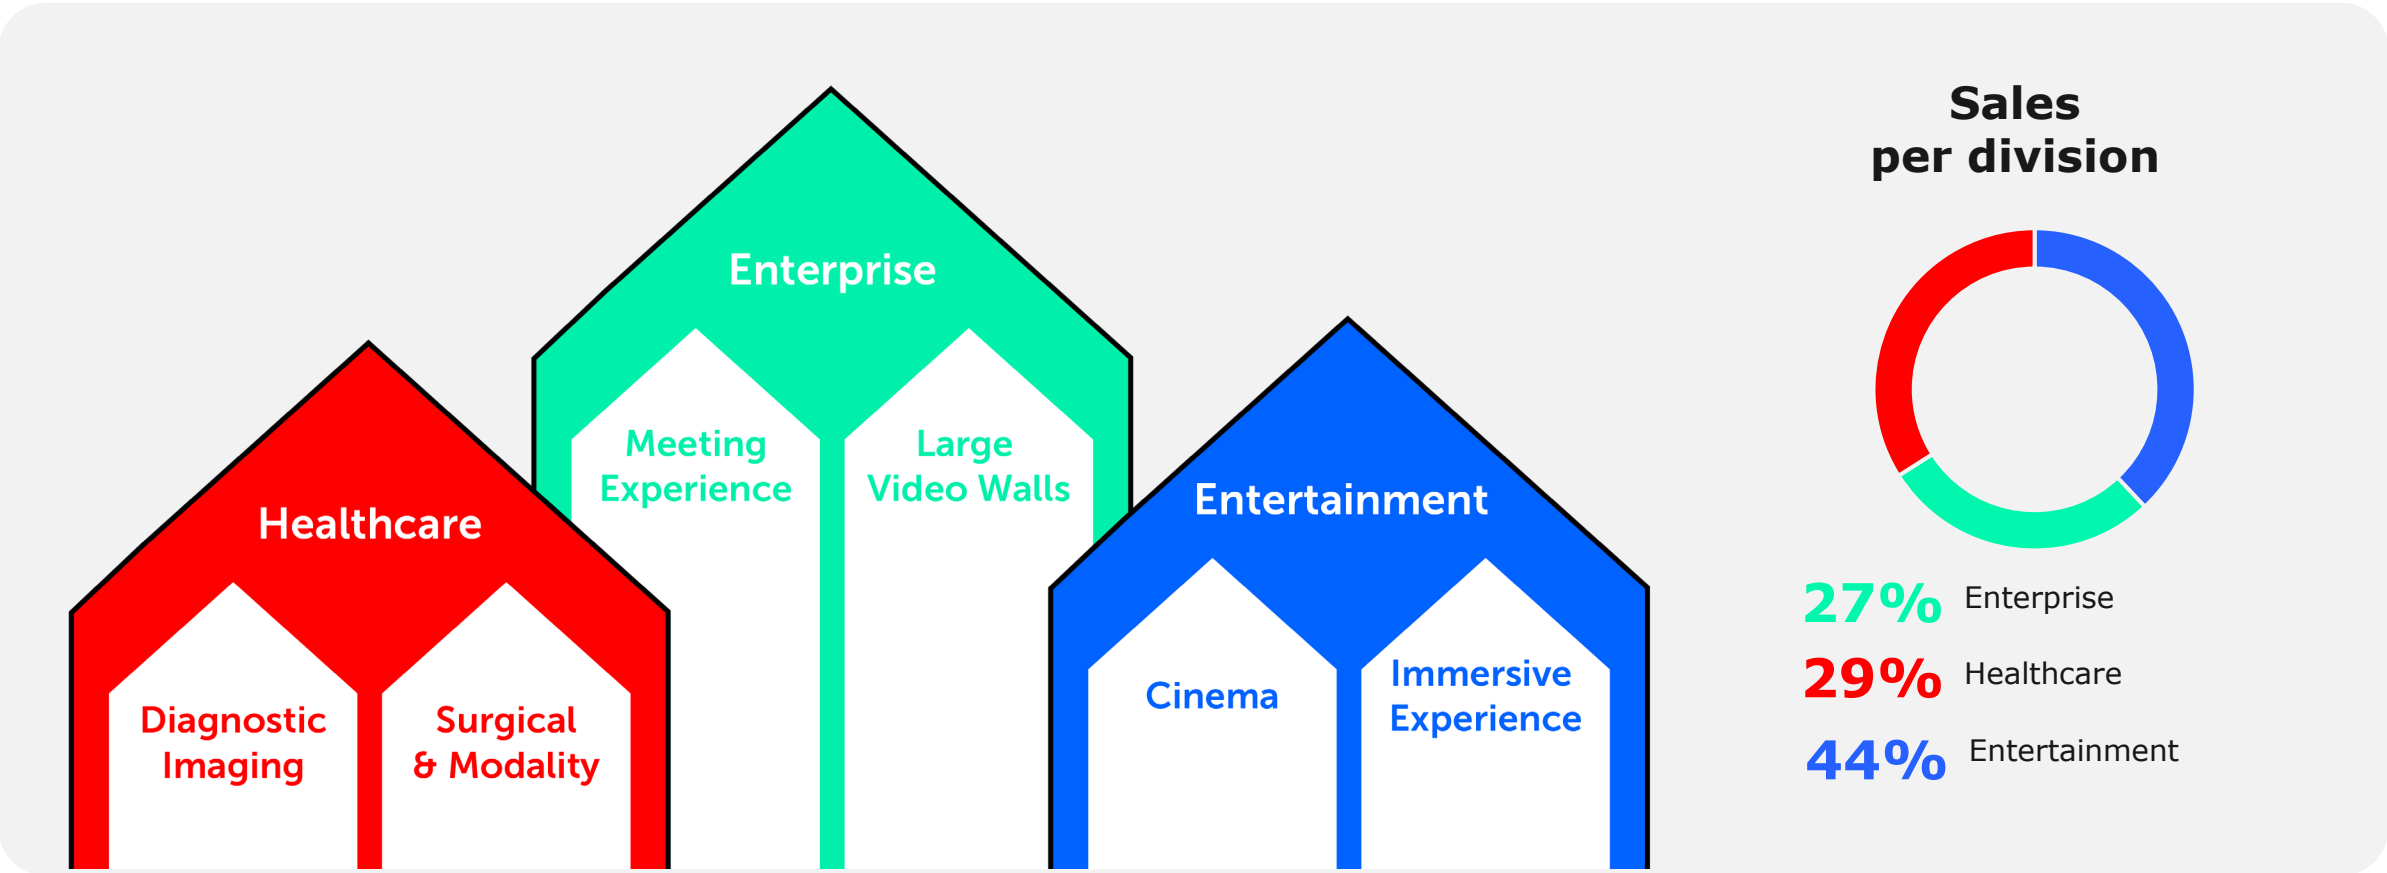 Enterprise
Meeting
Experience
Large
Video Walls
Healthcare
Diagnostic
Imaging
Surgical
& Modality
Entertainment
Cinema
Immersive
Experience
Sales
per division
27% Enterprise
29% Healthcare
44% Entertainment